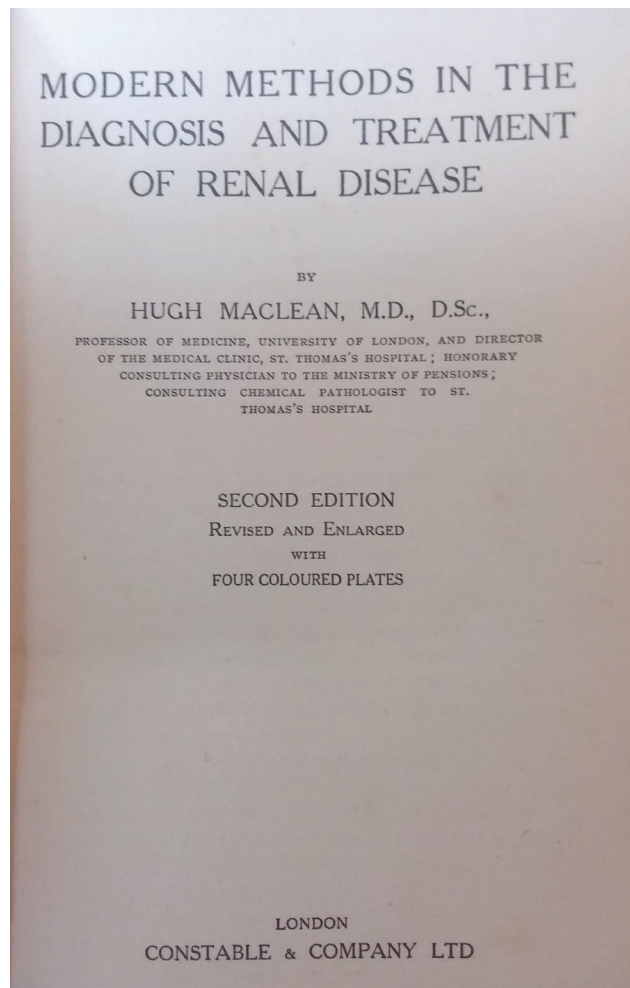 MODERN METHODS IN THE
DIAGNOSIS AND TREATMENT
OF RENAL DISEASE
BY
HUGH MACLEAN, M.D., D.Sc.,
PROFESSOR OF MEDICINE, UNIVERSITY OF LONDON, AND DIRECTOR
OF THE MEDICAL CLINIC, ST. THOMAS'S HOSPITAL; HONORARY
CONSULTING PHYSICIAN TO THE MINISTRY OF PENSIONS;
CONSULTING CHEMICAL PATHOLOGIST TO ST.
THOMAS'S HOSPITAL
SECOND EDITION
REVISED AND ENLARGED
WITH
FOUR COLOURED PLATES
LONDON
CONSTABLE & COMPANY LTD